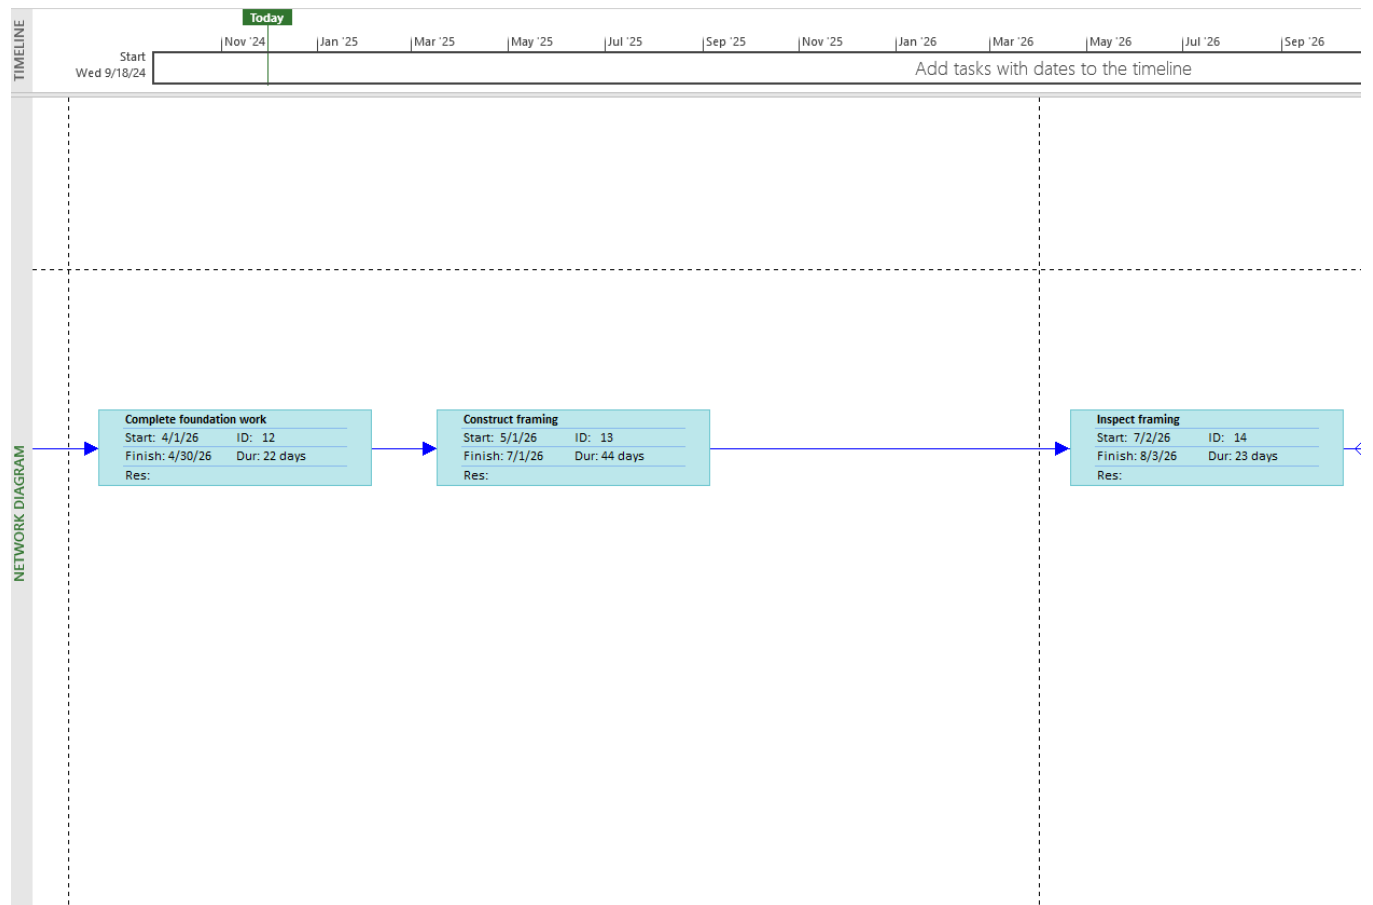 TIMELINE
Today
Nov '24 Jan '25 Mar '25 May '25 Jul '25 Sep '25 Nov '25 Jan '26 Mar '26 May '26 Jul '26 Sep '26
Start
Wed 9/18/24
Add tasks with dates to the timeline
NETWORK DIAGRAM
Complete foundation work
Start: 4/1/26 ID: 12
Finish: 4/30/26 Dur: 22 days
Res:
Construct framing
Start: 5/1/26 ID: 13
Finish: 7/1/26 Dur: 44 days
Res:
Inspect framing
Start: 7/2/26 ID: 14
Finish: 8/3/26 Dur: 23 days
Res: